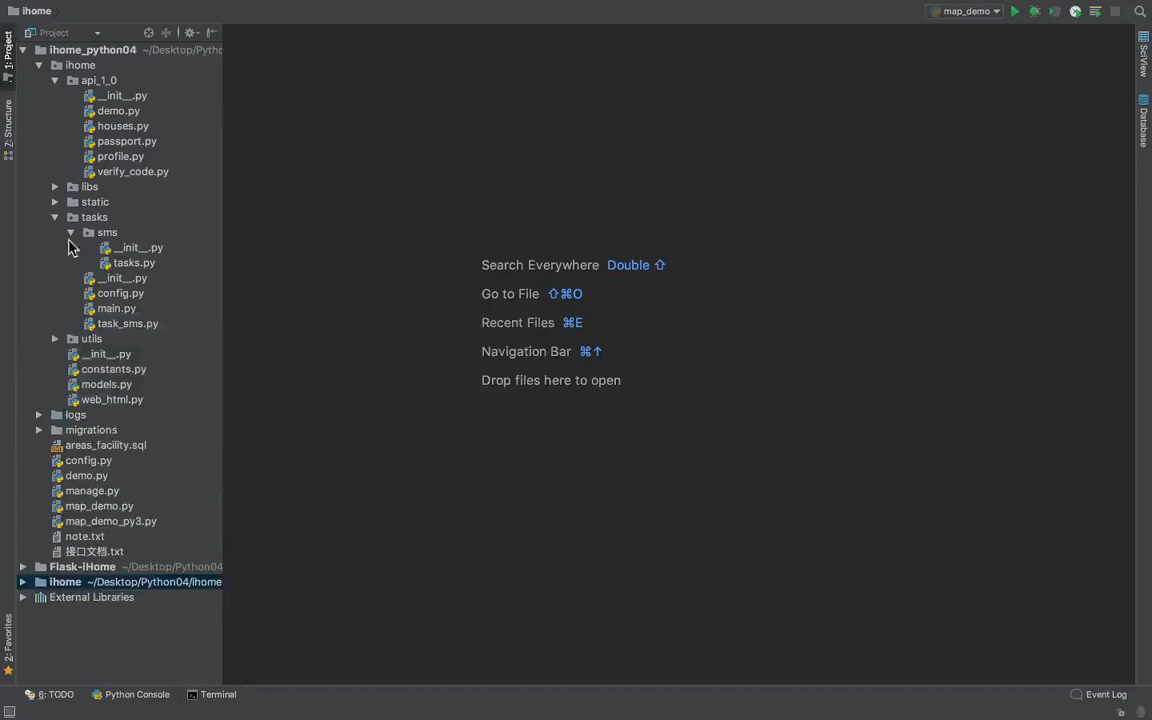 ihome
map_demo
Project
ihome_python04 ~/Desktop/Pytho
ihome
api_1_0
__init__.py
demo.py
houses.py
passport.py
profile.py
verify_code.py
libs
static
tasks
sms
__init__.py
tasks.py
__init__.py
config.py
main.py
task_sms.py
utils
__init__.py
constants.py
models.py
web_html.py
logs
migrations
areas_facility.sql
config.py
demo.py
manage.py
map_demo.py
map_demo_py3.py
note.txt
接口文档.txt
Flask-iHome ~/Desktop/Python04
ihome ~/Desktop/Python04/ihome
External Libraries
1: Project
7: Structure
2: Favorites
Search Everywhere Double ⇧
Go to File ⇧⌘O
Recent Files ⌘E
Navigation Bar ⌘↑
Drop files here to open
SciView
Database
6: TODO
Python Console
Terminal
Event Log